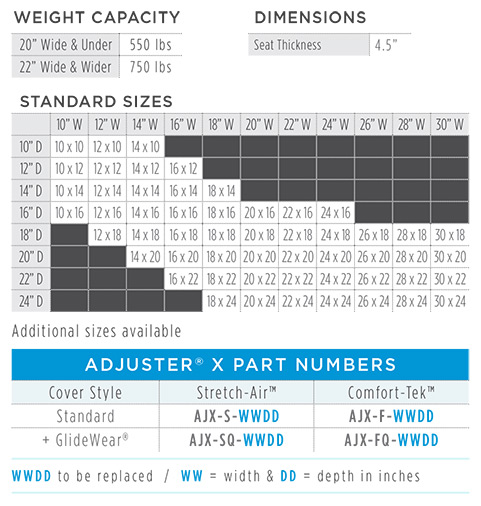 WEIGHT CAPACITY
20” Wide & Under 550 lbs
22” Wide & Wider 750 lbs
DIMENSIONS
Seat Thickness 4.5”
STANDARD SIZES
10” W 12” W 14” W 16” W 18” W 20” W 22” W 24” W 26” W 28” W 30” W
10” D 10 x 10 12 x 10 14 x 10
12” D 10 x 12 12 x 12 14 x 12 16 x 12
14” D 10 x 14 12 x 14 14 x 14 16 x 14 18 x 14
16” D 10 x 16 12 x 16 14 x 16 16 x 16 18 x 16 20 x 16 22 x 16 24 x 16
18” D 12 x 18 14 x 18 16 x 18 18 x 18 20 x 18 22 x 18 24 x 18 26 x 18 28 x 18 30 x 18
20” D 14 x 20 16 x 20 18 x 20 20 x 20 22 x 20 24 x 20 26 x 20 28 x 20 30 x 20
22” D 16 x 22 18 x 22 20 x 22 22 x 22 24 x 22 26 x 22 28 x 22 30 x 22
24” D 18 x 24 20 x 24 22 x 24 24 x 24 26 x 24 28 x 24 30 x 24
Additional sizes available
ADJUSTER® X PART NUMBERS
Cover Style Stretch-Air™ Comfort-Tek™
Standard AJX-S-WWDD AJX-F-WWDD
+ GlideWear® AJX-SQ-WWDD AJX-FQ-WWDD
WWDD to be replaced / WW = width & DD = depth in inches